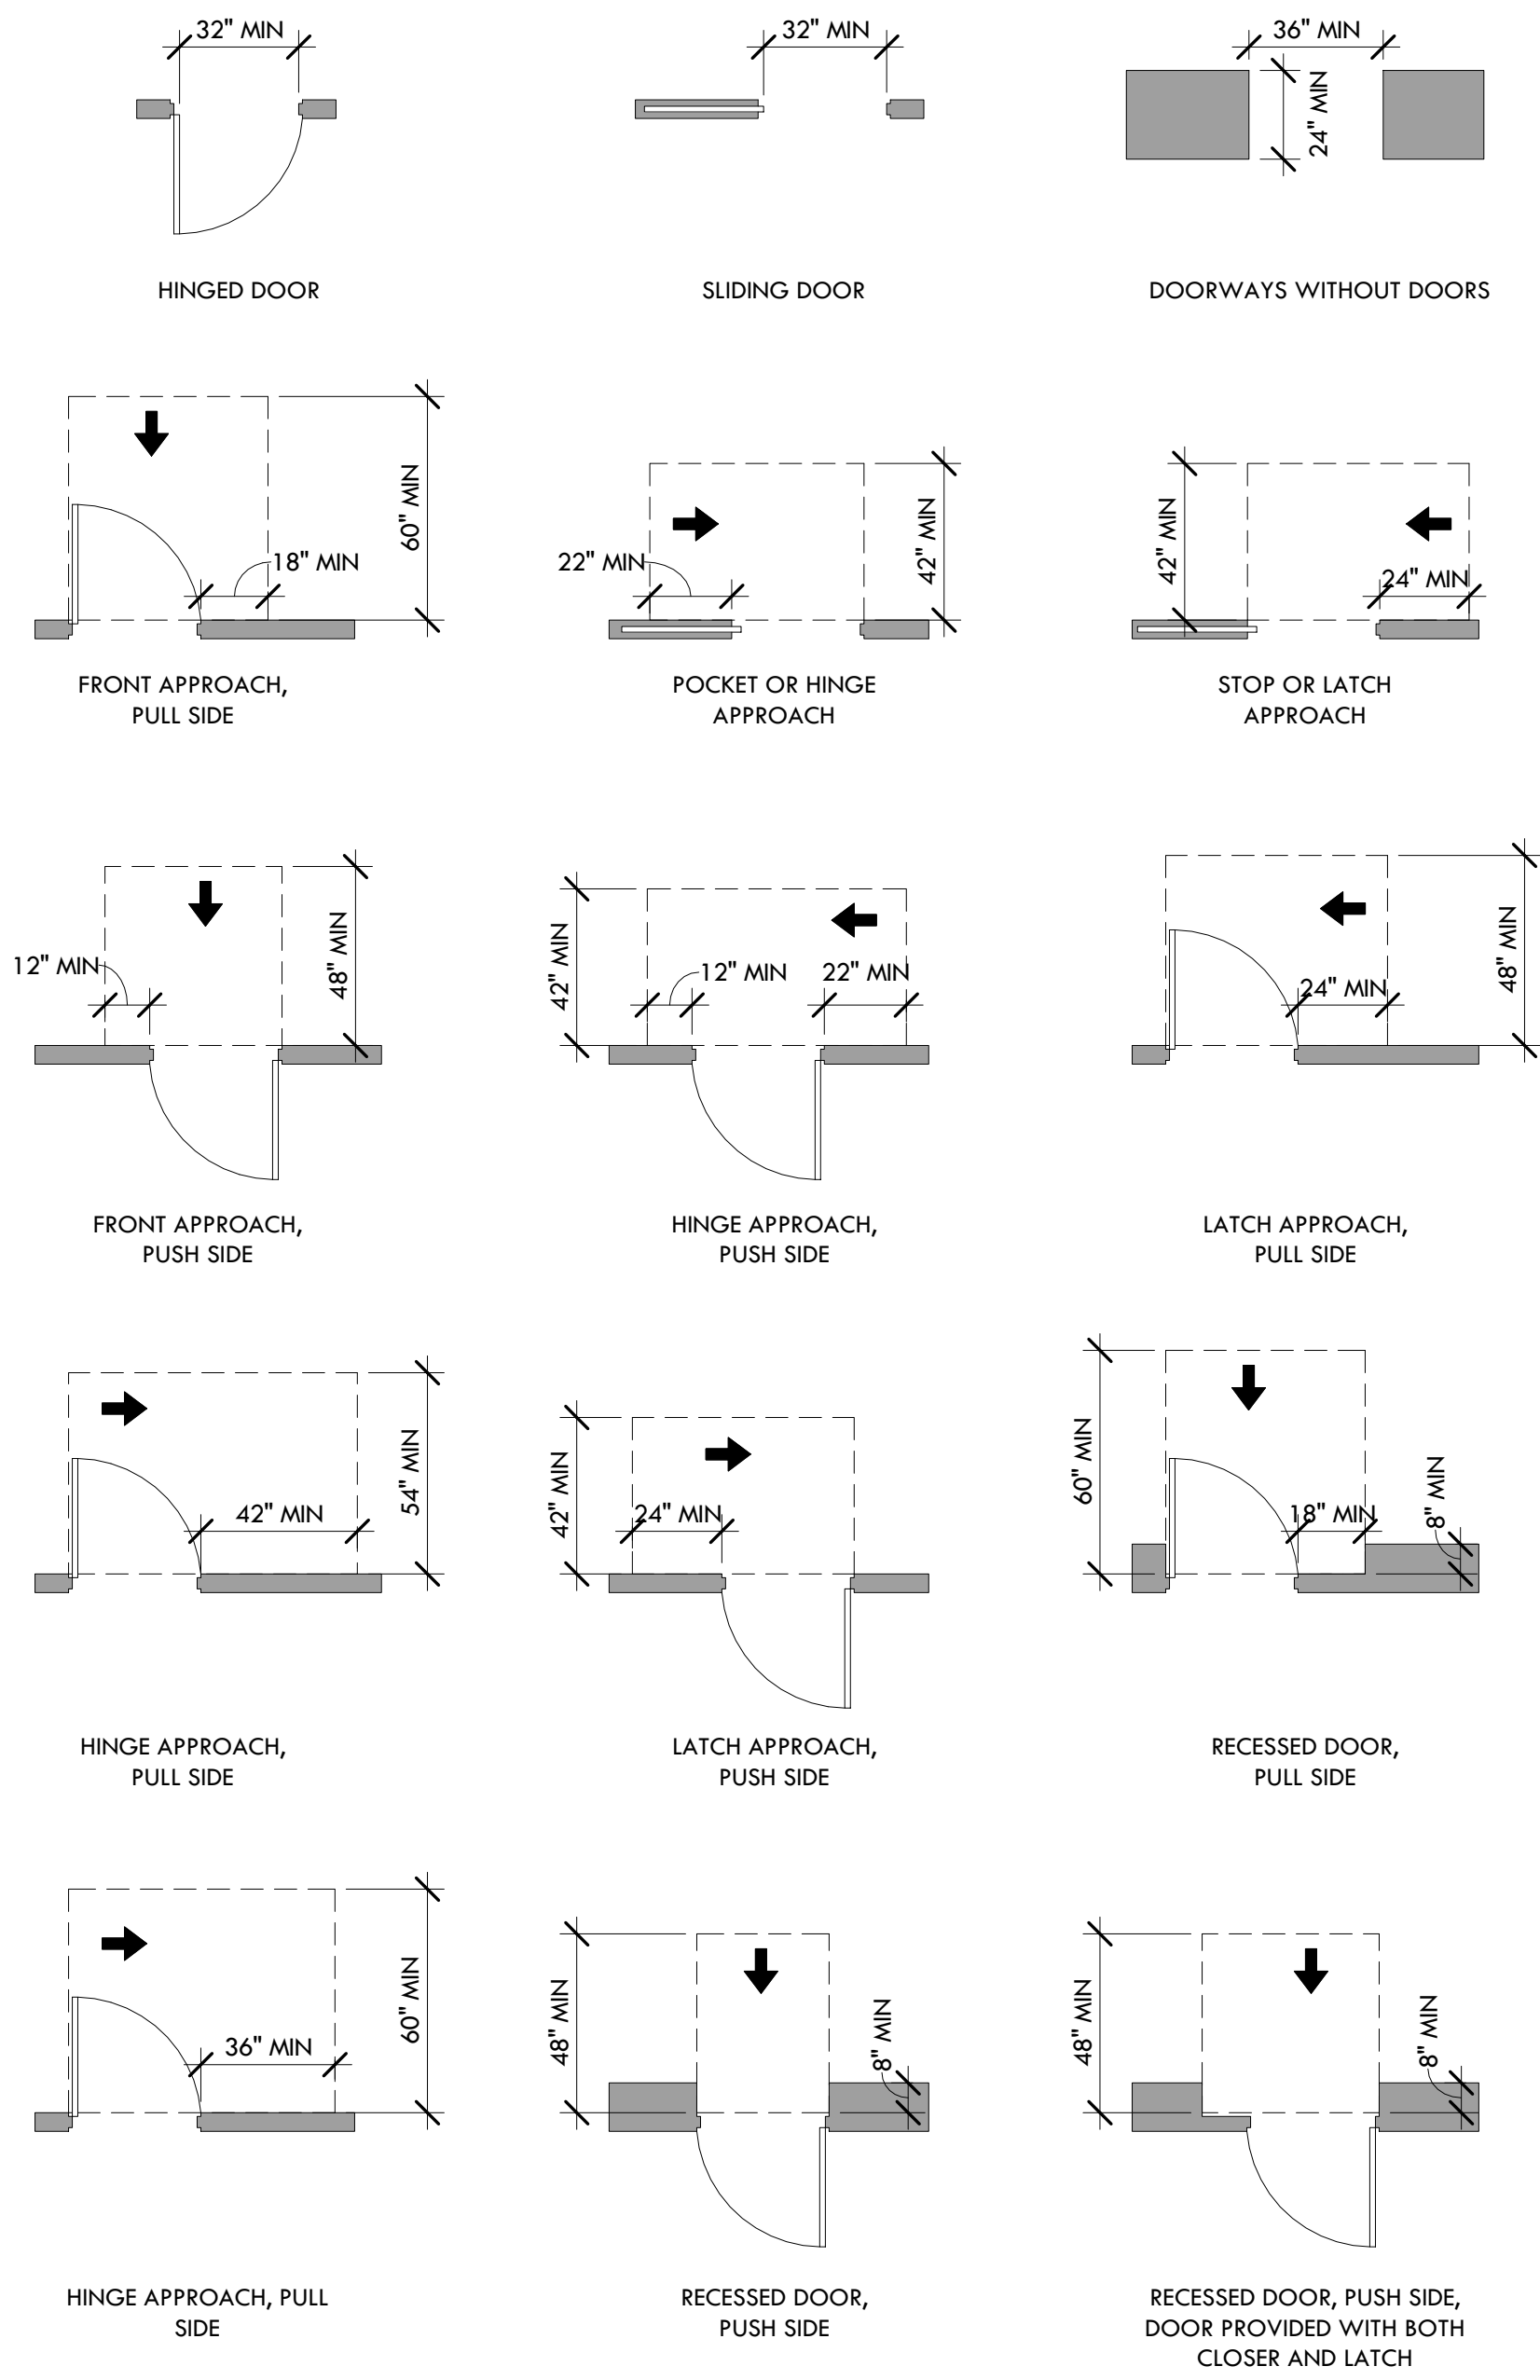 32" MIN
32" MIN
36" MIN
24" MIN
HINGED DOOR
SLIDING DOOR
DOORWAYS WITHOUT DOORS
60" MIN
18" MIN
FRONT APPROACH,
PULL SIDE
22" MIN
42" MIN
POCKET OR HINGE
APPROACH
42" MIN
24" MIN
STOP OR LATCH
APPROACH
12" MIN
48" MIN
FRONT APPROACH,
PUSH SIDE
42" MIN
12" MIN
22" MIN
HINGE APPROACH,
PUSH SIDE
24" MIN
48" MIN
LATCH APPROACH,
PULL SIDE
42" MIN
54" MIN
HINGE APPROACH,
PULL SIDE
42" MIN
24" MIN
LATCH APPROACH,
PUSH SIDE
60" MIN
18" MIN
8" MIN
RECESSED DOOR,
PULL SIDE
36" MIN
60" MIN
HINGE APPROACH, PULL
SIDE
48" MIN
8" MIN
RECESSED DOOR,
PUSH SIDE
48" MIN
8" MIN
RECESSED DOOR, PUSH SIDE,
DOOR PROVIDED WITH BOTH
CLOSER AND LATCH